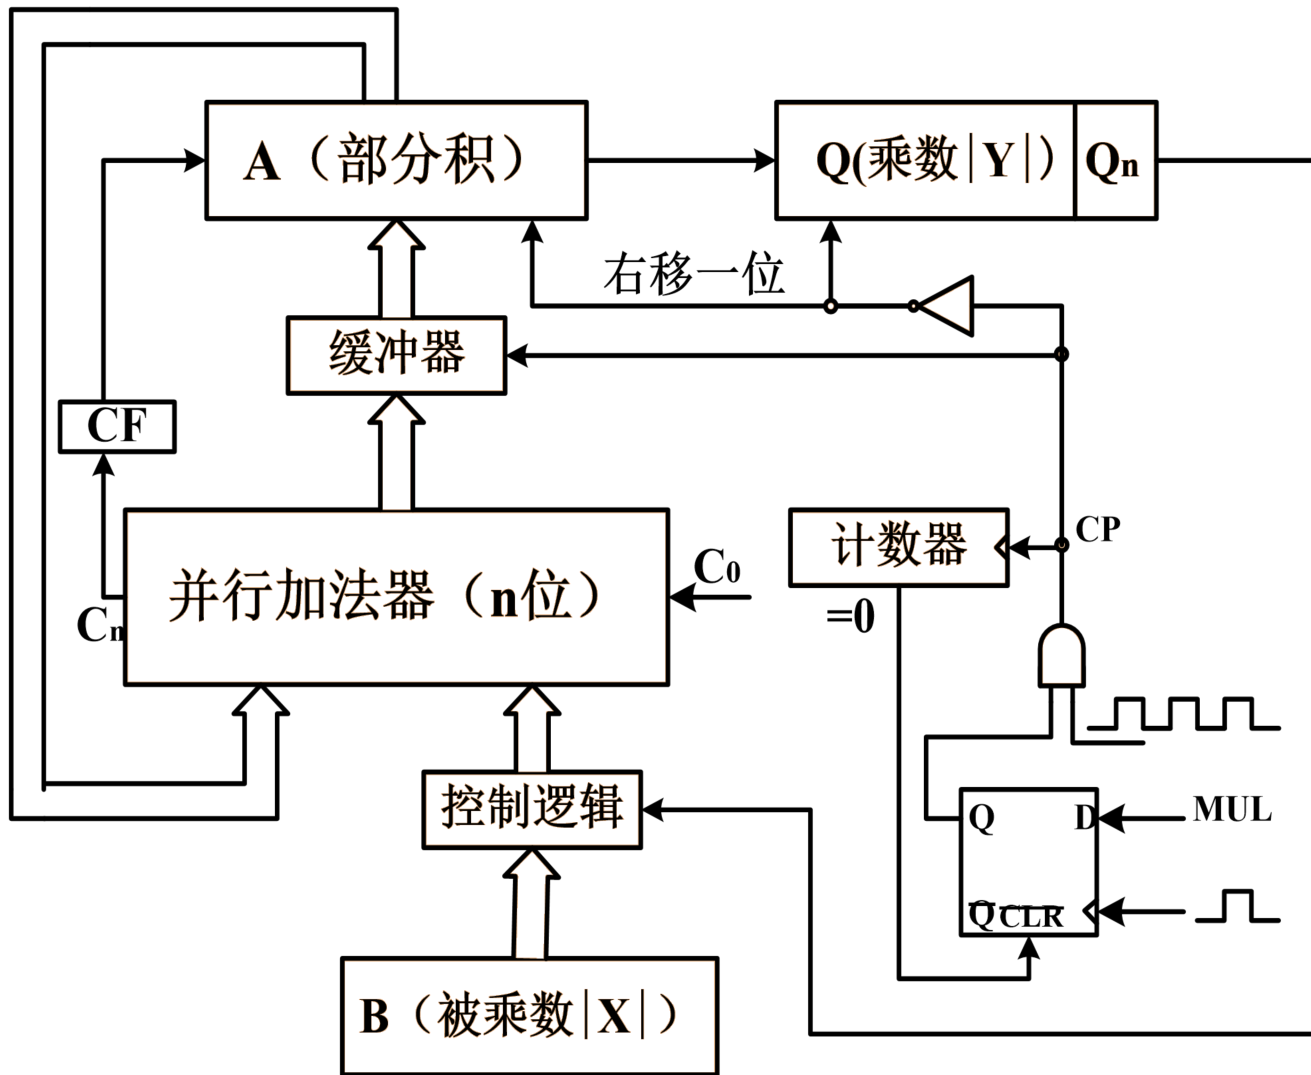 A（部分积）
Q(乘数|Y|）
Qn
右移一位
缓冲器
CF
计数器
CP
C0
并行加法器（n位）
Cn
=0
控制逻辑
Q
D
MUL
Q
CLR
B（被乘数|X|）